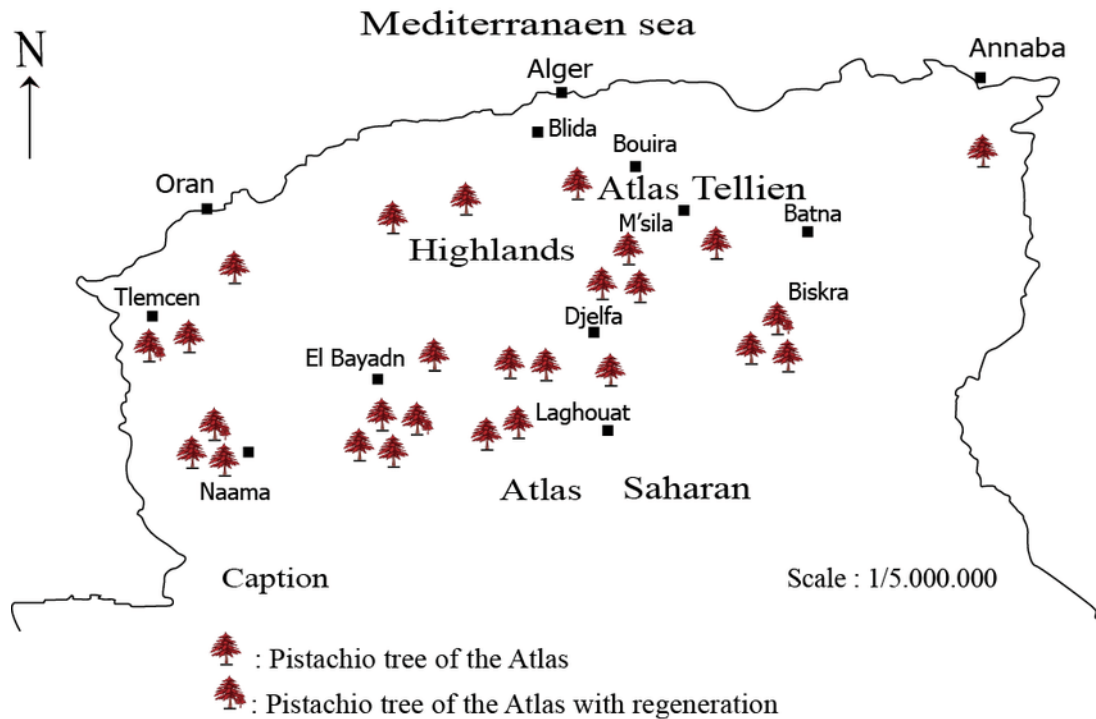 Mediterranaen sea
N
Annaba
Alger
Blida
Bouira
Oran
Atlas Tellien
M'sila
Batna
Highlands
Tlemcen
Biskra
Djelfa
El Bayadn
Laghouat
Naama
Atlas Saharan
Caption
Scale : 1/5.000.000
: Pistachio tree of the Atlas
: Pistachio tree of the Atlas with regeneration